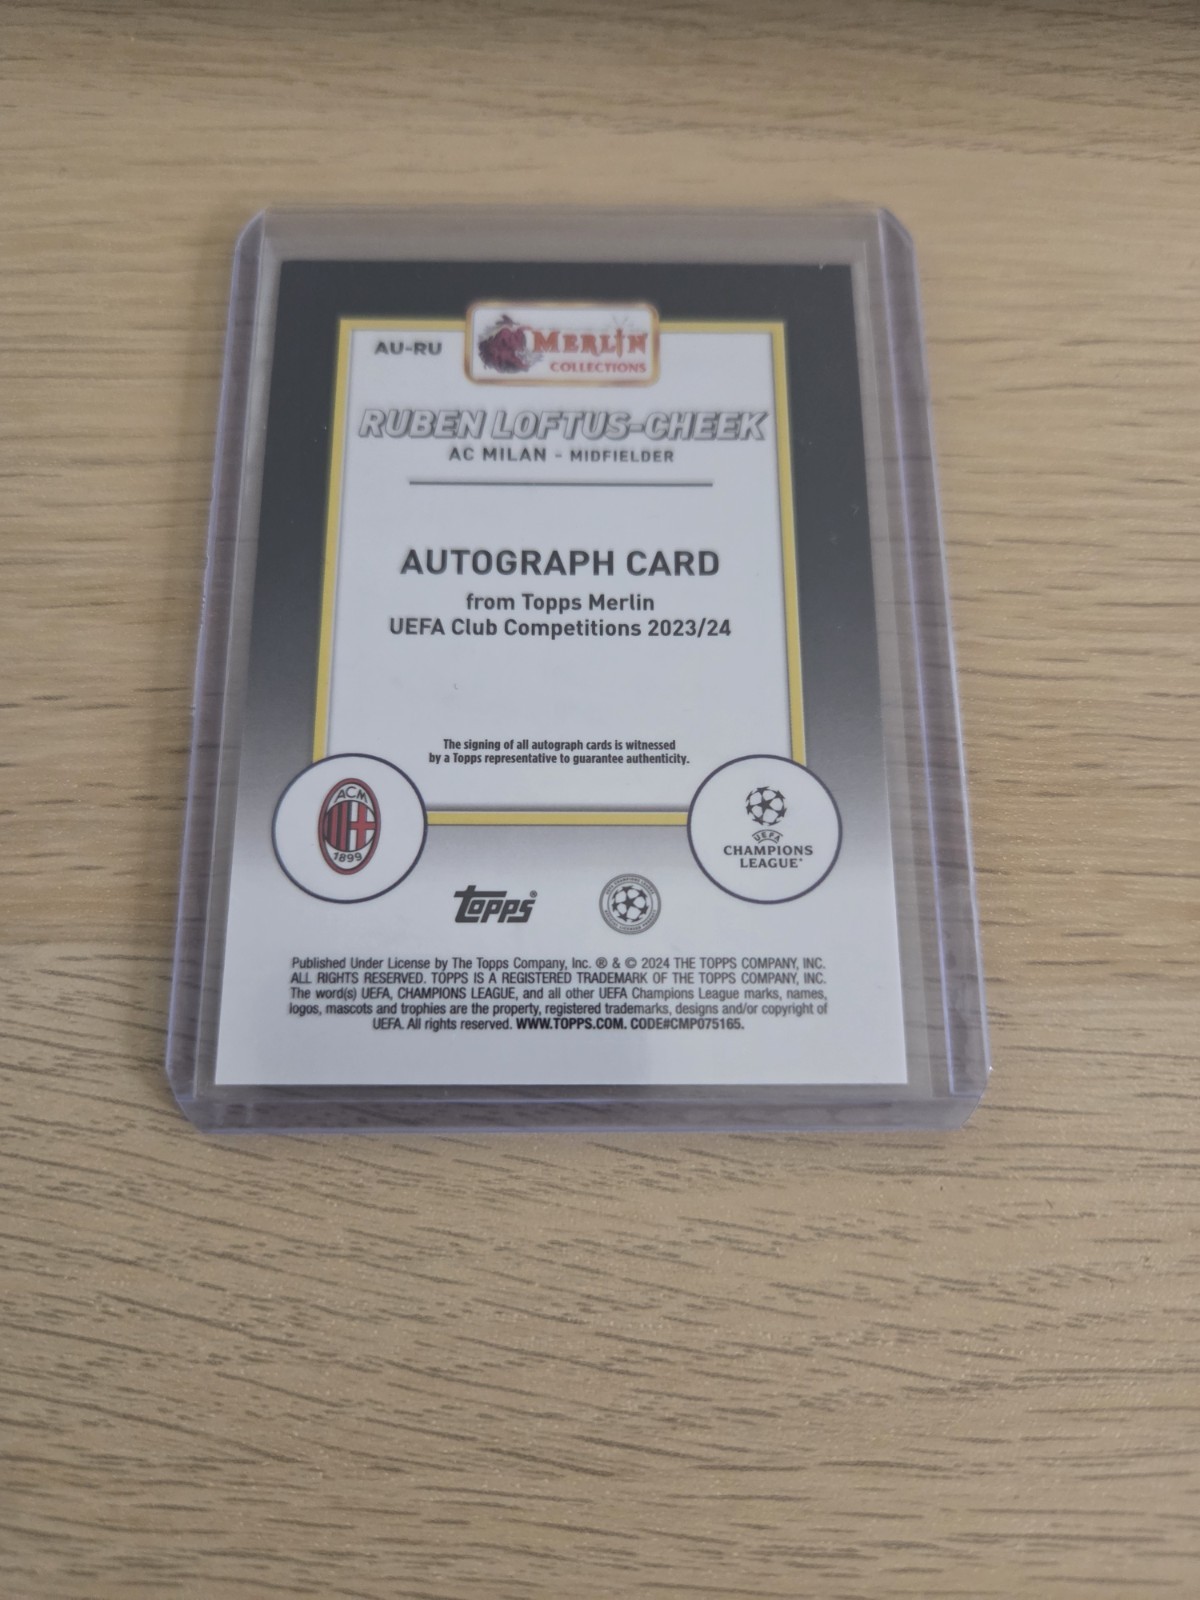 AU-RU
MERLIN
COLLECTIONS
RUBEN LOFTUS-CHEEK
AC MILAN - MIDFIELDER
AUTOGRAPH CARD
from Topps Merlin
UEFA Club Competitions 2023/24
The signing of all autograph cards is witnessed
by a Topps representative to guarantee authenticity.
ACM
1899
UEFA
CHAMPIONS
LEAGUE
Topps®
Published Under License by The Topps Company, Inc. ® & © 2024 THE TOPPS COMPANY, INC.
ALL RIGHTS RESERVED. TOPPS IS A REGISTERED TRADEMARK OF THE TOPPS COMPANY, INC.
The word(s) UEFA, CHAMPIONS LEAGUE, and all other UEFA Champions League marks, names,
logos, mascots and trophies are the property, registered trademarks, designs and/or copyright of
UEFA. All rights reserved. WWW.TOPPS.COM. CODE#CMP075165.